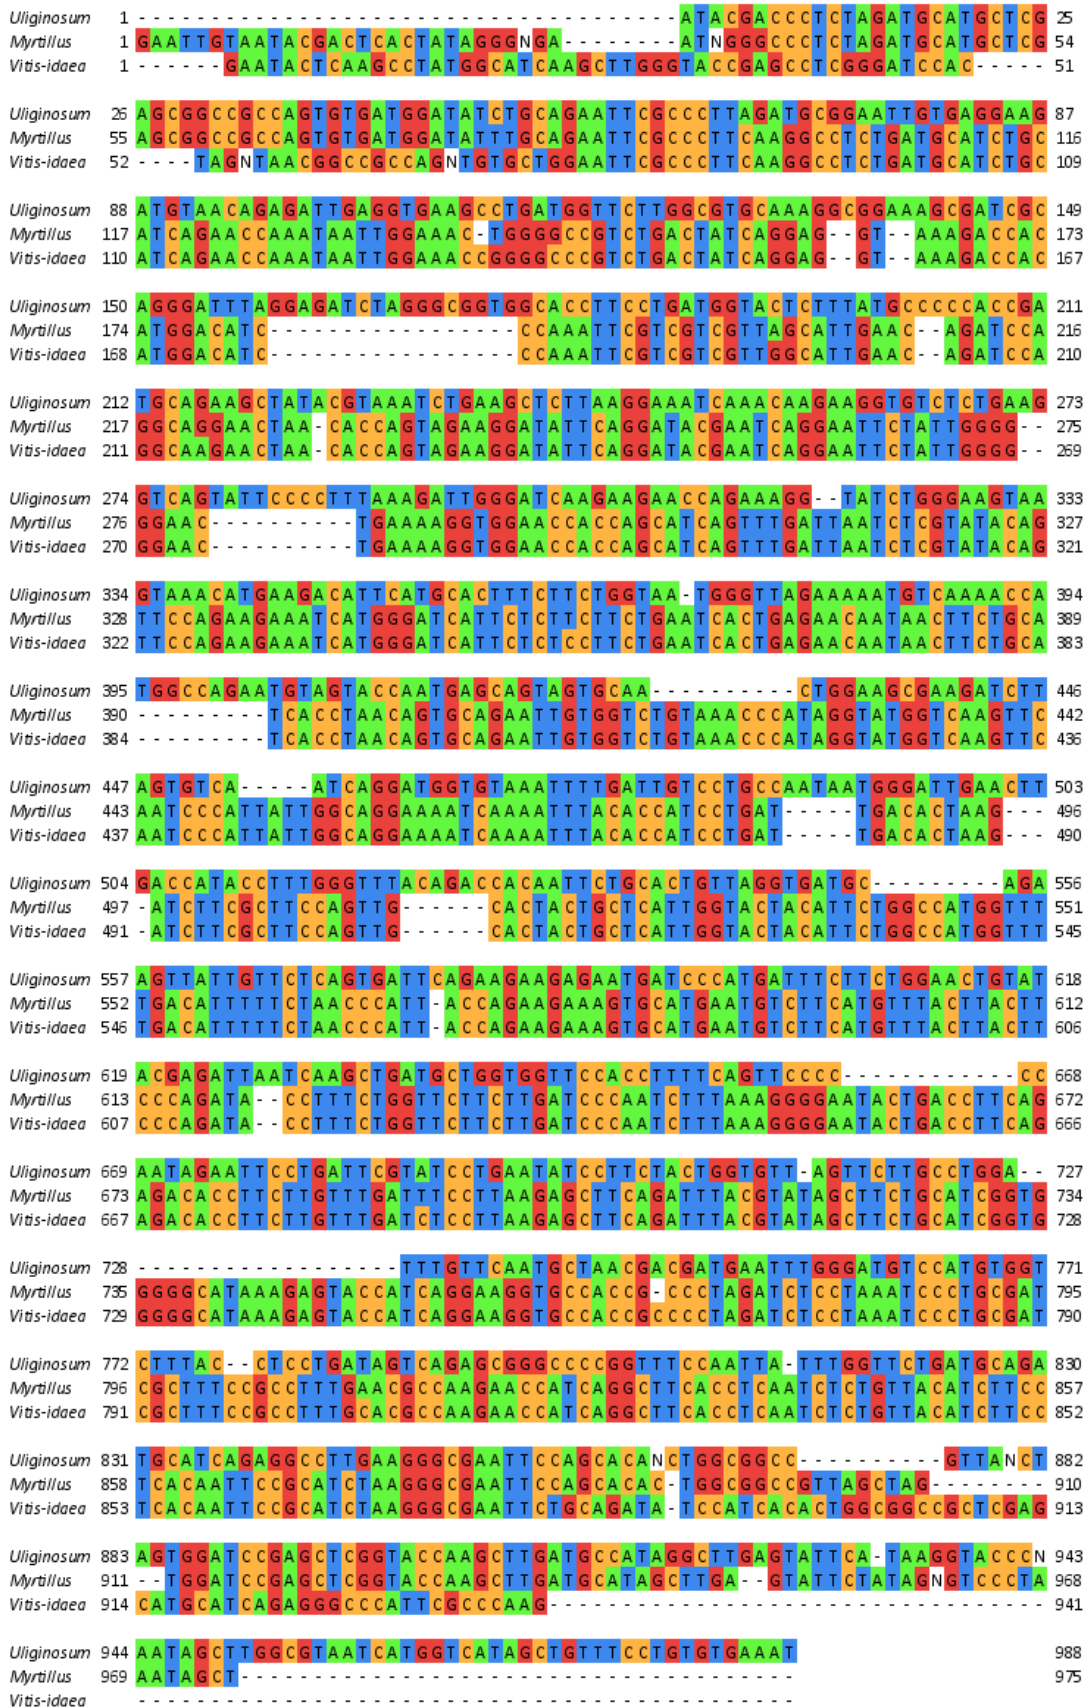 Uliginosum 1 -------------------------------------ATACGACCCTCTAGATGCATGCTCG 25
Myrtillus 1 GAATTGTAATACGACTCACTATAGGGNGA--------ATNGGGCCCTCTAGATGCATGCTCG 54
Vitis-idaea 1 ------GAATACTCAAGCCTATGGCATCAAGCTTGGGTACCGAGCCTCGGGATCCAC----- 51
Uliginosum 26 AGCGGCCGCCAGTGTGATGGATATCTGCAGAATTCGCCCTTAGATGCGGAATTGTGAGGAAG 87
Myrtillus 55 AGCGGCCGCCAGTGTGATGGATATTTGCAGAATTCGCCCTTCAAGGCCTCTGATGCATCTGC 116
Vitis-idaea 52 ----TAGNTAACGGCCGCCAGNTGTGCTGGAATTCGCCCTTCAAGGCCTCTGATGCATCTGC 109
Uliginosum 88 ATGTAACAGAGATTGAGGTGAAGCCTGATGGTTCTTGGCGTGCAAAGGCGGAAAGCGATCGC 149
Myrtillus 117 ATCAGAACCAAATAATTGGAAAC-TGGGGCCGTCTGACTATCAGGAG--GT--AAAGACCAC 173
Vitis-idaea 110 ATCAGAACCAAATAATTGGAAACCGGGGCCCGTCTGACTATCAGGAG--GT--AAAGACCAC 167
Uliginosum 150 AGGGATTTAGGAGATCTAGGGCGGTGGCACCTTCCTGATGGTACTCTTTATGCCCCCACCGA 211
Myrtillus 174 ATGGACATC-----------------CCAAATTCGTCGTCGTTAGCATTGAAC--AGATCCA 216
Vitis-idaea 168 ATGGACATC-----------------CCAAATTCGTCGTCGTTGGCATTGAAC--AGATCCA 210
Uliginosum 212 TGCAGAAGCTATACGTAAATCTGAAGCTCTTAAGGAAATCAAACAAGAAGGTGTCTCTGAAG 273
Myrtillus 217 GGCAGGAACTAA-CACCAGTAGAAGGATATTCAGGATACGAATCAGGAATTCTATTGGGG-- 275
Vitis-idaea 211 GGCAAGAACTAA-CACCAGTAGAAGGATATTCAGGATACGAATCAGGAATTCTATTGGGG-- 269
Uliginosum 274 GTCAGTATTCCCCTTTAAAGATTGGGATCAAGAAGAACCAGAAAGG--TATCTGGGAAGTAA 333
Myrtillus 276 GGAAC----------TGAAAAGGTGGAACCACCAGCATCAGTTTGATTAATCTCGTATACAG 327
Vitis-idaea 270 GGAAC----------TGAAAAGGTGGAACCACCAGCATCAGTTTGATTAATCTCGTATACAG 321
Uliginosum 334 GTAAACATGAAGACATTCATGCACTTTCTTCTGGTAA-TGGGTTAGAAAAATGTCAAAACCA 394
Myrtillus 328 TTCCAGAAGAAATCATGGGATCATTCTCTTCTTCTGAATCACTGAGAACAATAACTTCTGCA 389
Vitis-idaea 322 TTCCAGAAGAAATCATGGGATCATTCTCTCCTTCTGAATCACTGAGAACAATAACTTCTGCA 383
Uliginosum 395 TGGCCAGAATGTAGTACCAATGAGCAGTAGTGCAA----------CTGGAAGCGAAGATCTT 446
Myrtillus 390 ---------TCACCTAACAGTGCAGAATTGTGGTCTGTAAACCCATAGGTATGGTCAAGTTC 442
Vitis-idaea 384 ---------TCACCTAACAGTGCAGAATTGTGGTCTGTAAACCCATAGGTATGGTCAAGTTC 436
Uliginosum 447 AGTGTCA-----ATCAGGATGGTGTAAATTTTGATTGTCCTGCCAATAATGGGATTGAACTT 503
Myrtillus 443 AATCCCATTATTGGCAGGAAAATCAAAATTTACACCATCCTGAT-----TGACACTAAG--- 496
Vitis-idaea 437 AATCCCATTATTGGCAGGAAAATCAAAATTTACACCATCCTGAT-----TGACACTAAG--- 490
Uliginosum 504 GACCATACCTTTGGGTTTACAGACCACAATTCTGCACTGTTAGGTGATGC---------AGA 556
Myrtillus 497 -ATCTTCGCTTCCAGTTG------CACTACTGCTCATTGGTACTACATTCTGGCCATGGTTT 551
Vitis-idaea 491 -ATCTTCGCTTCCAGTTG------CACTACTGCTCATTGGTACTACATTCTGGCCATGGTTT 545
Uliginosum 557 AGTTATTGTTCTCAGTGATTCAGAAGAAGAGAATGATCCCATGATTTCTTCTGGAACTGTAT 618
Myrtillus 552 TGACATTTTTCTAACCCATT-ACCAGAAGAAAGTGCATGAATGTCTTCATGTTTACTTACTT 612
Vitis-idaea 546 TGACATTTTTCTAACCCATT-ACCAGAAGAAAGTGCATGAATGTCTTCATGTTTACTTACTT 606
Uliginosum 619 ACGAGATTAATCAAGCTGATGCTGGTGGTTCCACCTTTTCAGTTCCCC------------CC 668
Myrtillus 613 CCCAGATA--CCTTTCTGGTTCTTCTTGATCCCAATCTTTAAAGGGGAATACTGACCTTCAG 672
Vitis-idaea 607 CCCAGATA--CCTTTCTGGTTCTTCTTGATCCCAATCTTTAAAGGGGAATACTGACCTTCAG 666
Uliginosum 669 AATAGAATTCCTGATTCGTATCCTGAATATCCTTCTACTGGTGTT-AGTTCTTGCCTGGA-- 727
Myrtillus 673 AGACACCTTCTTGTTTGATTTCCTTAAGAGCTTCAGATTTACGTATAGCTTCTGCATCGGTG 734
Vitis-idaea 667 AGACACCTTCTTGTTTGATCTCCTTAAGAGCTTCAGATTTACGTATAGCTTCTGCATCGGTG 728
Uliginosum 728 ------------------TTTGTTCAATGCTAACGACGATGAATTTGGGATGTCCATGTGGT 771
Myrtillus 735 GGGGCATAAAGAGTACCATCAGGAAGGTGCCACCG-CCCTAGATCTCCTAAATCCCTGCGAT 795
Vitis-idaea 729 GGGGCATAAAGAGTACCATCAGGAAGGTGCCACCGCCCCTAGATCTCCTAAATCCCTGCGAT 790
Uliginosum 772 CTTTAC--CTCCTGATAGTCAGAGCGGGCCCCGGTTTCCAATTA-TTTGGTTCTGATGCAGA 830
Myrtillus 796 CGCTTTCCGCCTTTGAACGCCAAGAACCATCAGGCTTCACCTCAATCTCTGTTACATCTTCC 857
Vitis-idaea 791 CGCTTTCCGCCTTTGCACGCCAAGAACCATCAGGCTTCACCTCAATCTCTGTTACATCTTCC 852
Uliginosum 831 TGCATCAGAGGCCTTGAAGGGCGAATTCCAGCACANCTGGCGGCC----------GTTANCT 882
Myrtillus 858 TCACAATTCCGCATCTAAGGGCGAATTCCAGCACAC-TGGCGGCCGTTAGCTAG-------- 910
Vitis-idaea 853 TCACAATTCCGCATCTAAGGGCGAATTCTGCAGATA-TCCATCACACTGGCGGCCGCTCGAG 913
Uliginosum 883 AGTGGATCCGAGCTCGGTACCAAGCTTGATGCCATAGGCTTGAGTATTCA-TAAGGTACCCN 943
Myrtillus 911 --TGGATCCGAGCTCGGTACCAAGCTTGATGCATAGCTTGA--GTATTCTATAGNGTCCCTA 968
Vitis-idaea 914 CATGCATCAGAGGGCCCATTCGCCCAAG---------------------------------- 941
Uliginosum 944 AATAGCTTGGCGTAATCATGGTCATAGCTGTTTCCTGTGTGAAAT 988
Myrtillus 969 AATAGCT-------------------------------------- 975
Vitis-idaea ---------------------------------------------